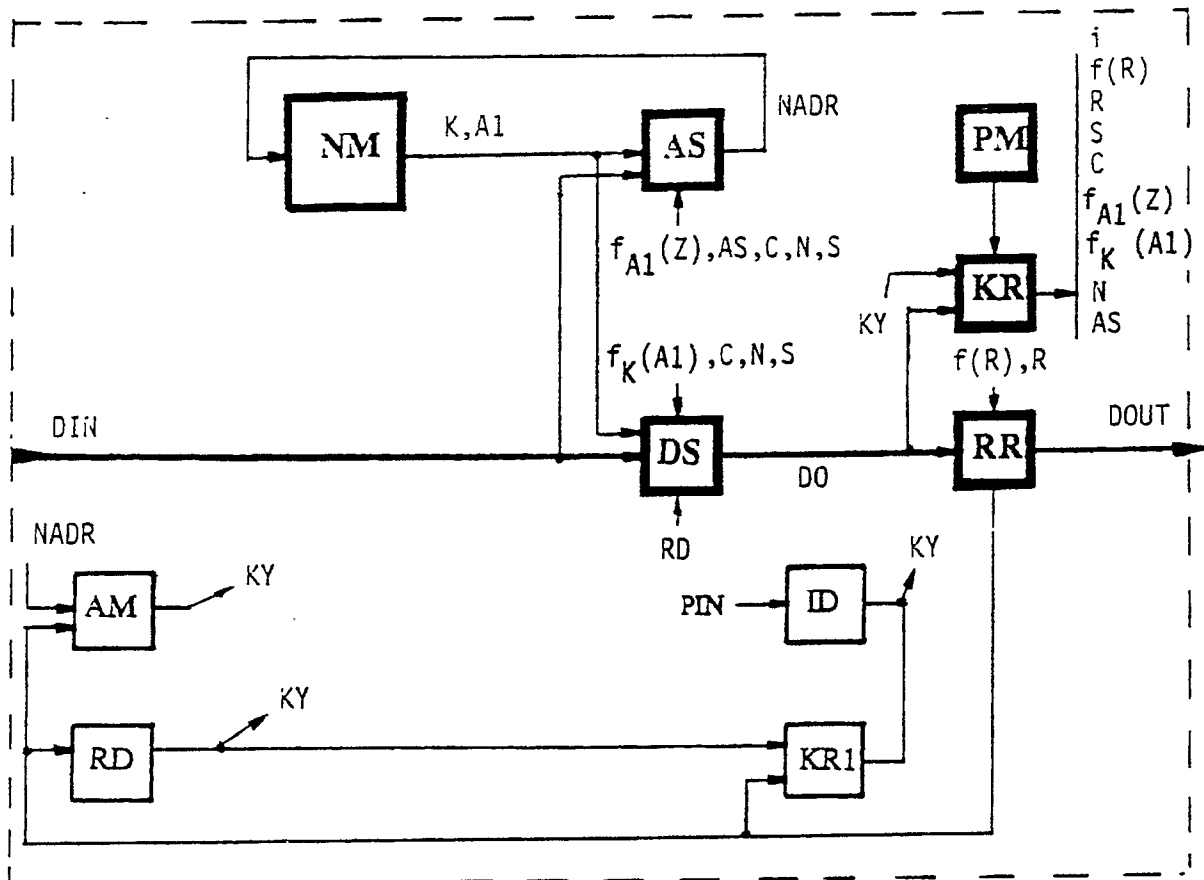 i
f(R)
R
S
C
f_A1(Z)
f_K (A1)
N
AS
NADR
K,A1
NM
AS
PM
f_A1(Z),AS,C,N,S
KR
KY
f_K(A1),C,N,S
f(R),R
DIN
DOUT
DS
RR
DO
NADR
RD
KY
KY
AM
PIN
ID
KY
RD
KR1